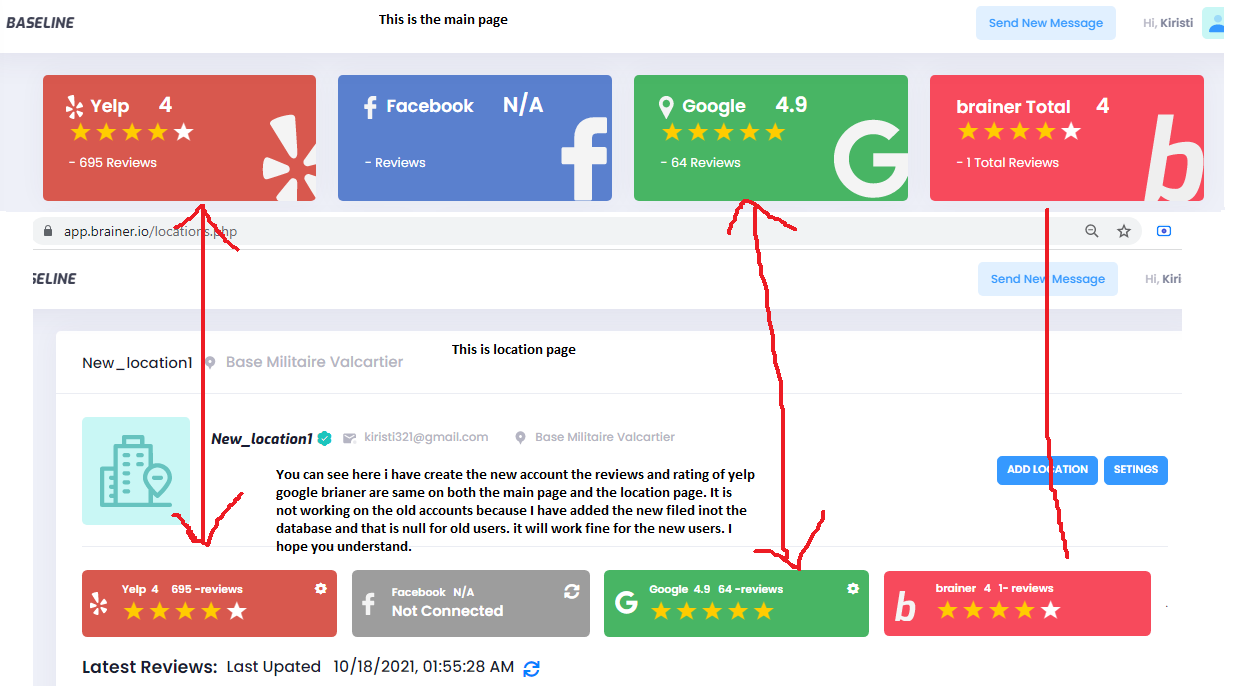 BASELINE
This is the main page
Send New Message
Hi, Kiristi
Yelp 4
- 695 Reviews
Facebook N/A
- Reviews
Google 4.9
- 64 Reviews
brainer Total 4
- 1 Total Reviews
app.brainer.io/locations.php
SELINE
Send New Message
Hi, Kiri
New_location1 Base Militaire Valcartier
This is location page
New_location1 kiristi321@gmail.com Base Militaire Valcartier
ADD LOCATION SETINGS
You can see here i have create the new account the reviews and rating of yelp
google brianer are same on both the main page and the location page. It is
not working on the old accounts because I have added the new filed inot the
database and that is null for old users. it will work fine for the new users. I
hope you understand.
Yelp 4 695 -reviews
Facebook N/A
Not Connected
Google 4.9 64 -reviews
brainer 4 1- reviews
Latest Reviews: Last Upated 10/18/2021, 01:55:28 AM